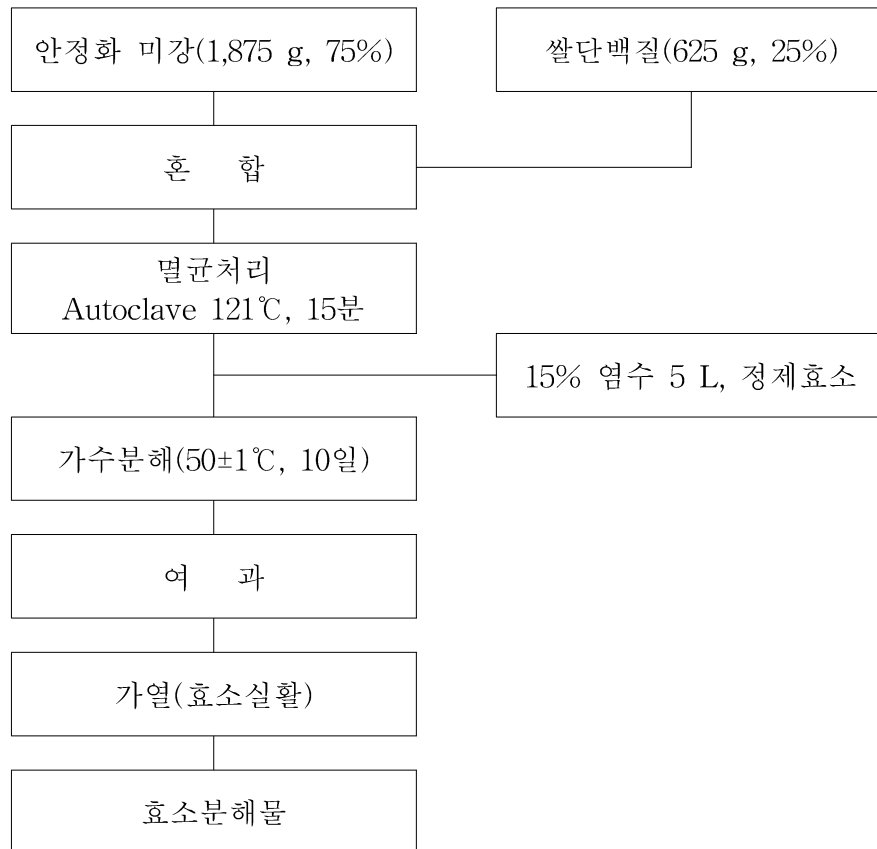 안정화 미강(1,875 g, 75%)
쌀단백질(625 g, 25%)
혼 합
멸균처리
Autoclave 121℃, 15분
15% 염수 5 L, 정제효소
가수분해(50±1℃, 10일)
여 과
가열(효소실활)
효소분해물